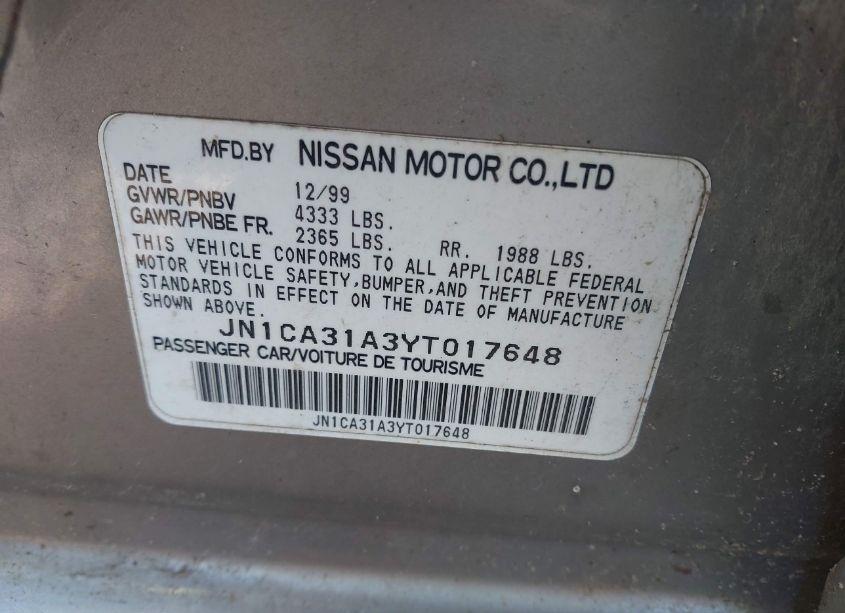 MFD.BY NISSAN MOTOR CO.,LTD
DATE 12/99
GVWR/PNBV 4333 LBS.
GAWR/PNBE FR. 2365 LBS. RR. 1988 LBS.
THIS VEHICLE CONFORMS TO ALL APPLICABLE FEDERAL
MOTOR VEHICLE SAFETY,BUMPER,AND THEFT PREVENTION
STANDARDS IN EFFECT ON THE DATE OF MANUFACTURE
SHOWN ABOVE.
JN1CA31A3YT017648
PASSENGER CAR/VOITURE DE TOURISME
JN1CA31A3YT017648